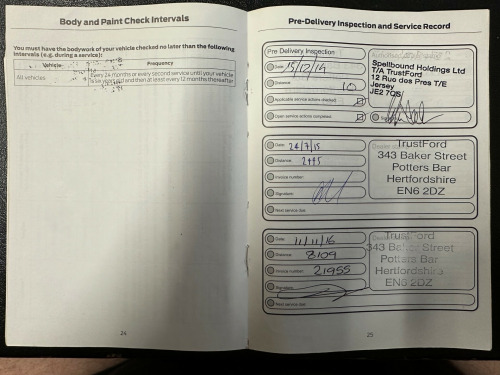 Body and Paint Check Intervals
You must have the bodywork of your vehicle checked no later than the following
intervals (e.g. during a service):
Vehicle Frequency
All vehicles Every 24 months or every second service until your vehicle
is six years old and then at least every 12 months thereafter
24
Pre-Delivery Inspection and Service Record
Pre Delivery Inspection
Date: 15/12/14
Distance: 10
Applicable service actions checked:
Open service actions completed:
Spellbound Holdings Ltd
T/A TrustFord
12 Rue des Pres T/E
Jersey
JE2 7QS
Date: 24/7/15
Distance: 2495
Invoice number:
Signature:
Next service due:
TrustFord
343 Baker Street
Potters Bar
Hertfordshire
EN6 2DZ
Date: 11/11/16
Distance: 8109
Invoice number: 21955
Signature:
Next service due:
TrustFord
343 Baker Street
Potters Bar
Hertfordshire
EN6 2DZ
25